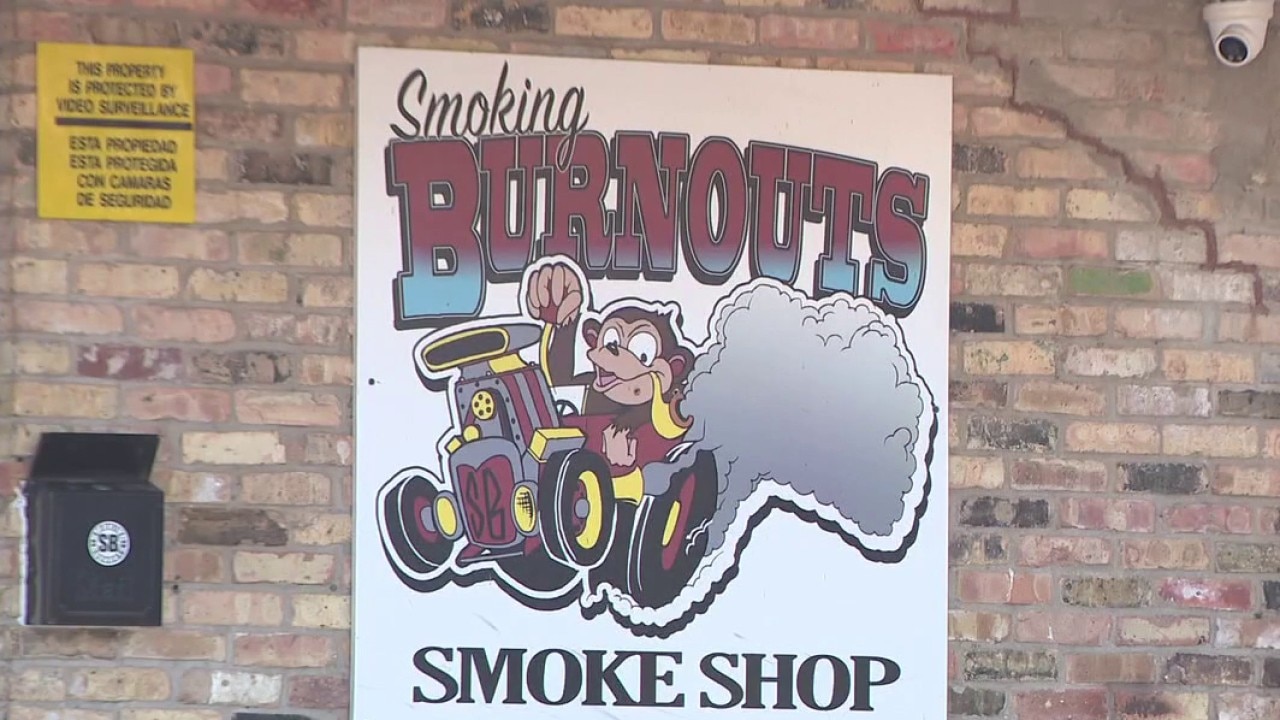 THIS PROPERTY
IS PROTECTED BY
VIDEO SURVEILLANCE
ESTA PROPIEDAD
ESTA PROTEGIDA
CON CAMARAS
DE SEGURIDAD
Smoking
BURNOUTS
SB
SB
SMOKE SHOP